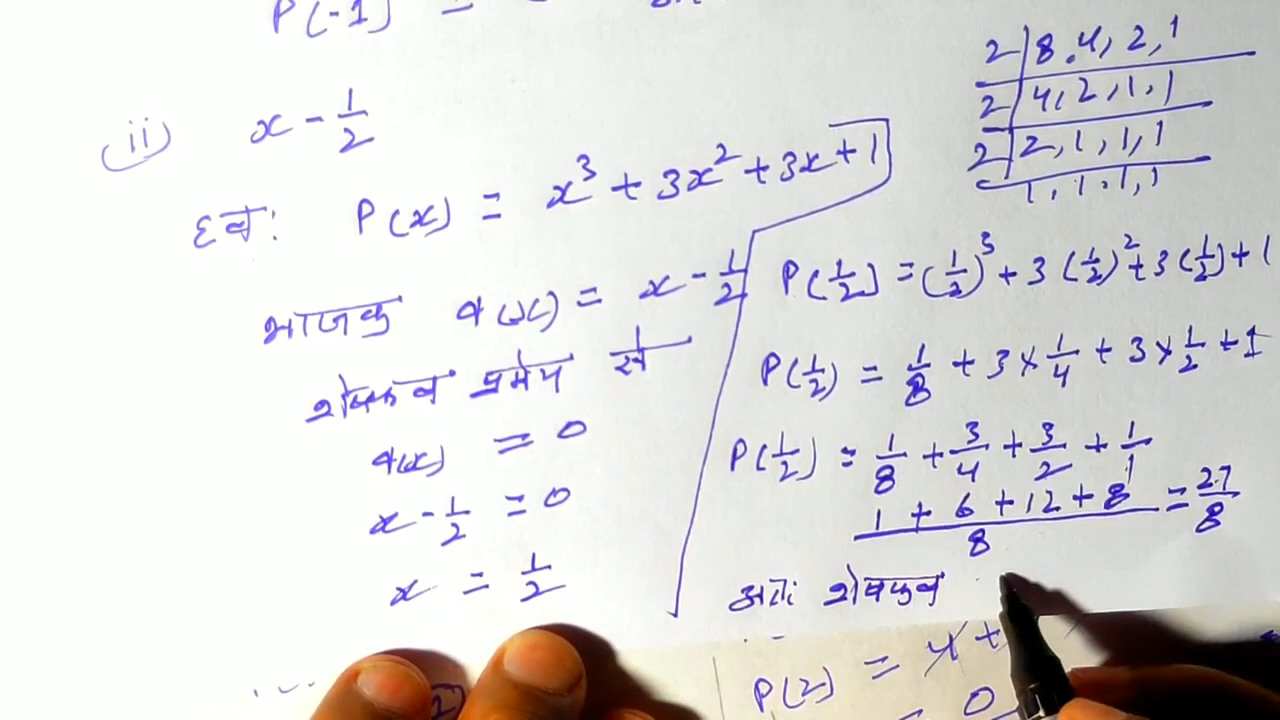 P(-1) =
(ii) x - 1/2
हल: P(x) = x³ + 3x² + 3x + 1
भाजक q(x) = x - 1/2
शेषफल प्रमेय से
q(x) = 0
x - 1/2 = 0
x = 1/2
2 | 8, 4, 2, 1
2 | 4, 2, 1, 1
2 | 2, 1, 1, 1
1, 1, 1, 1
P(1/2) = (1/2)³ + 3(1/2)² + 3(1/2) + 1
P(1/2) = 1/8 + 3 × 1/4 + 3 × 1/2 + 1
P(1/2) = 1/8 + 3/4 + 3/2 + 1/1
(1 + 6 + 12 + 8)/8 = 27/8
अतः शेषफल
P(2) =
0